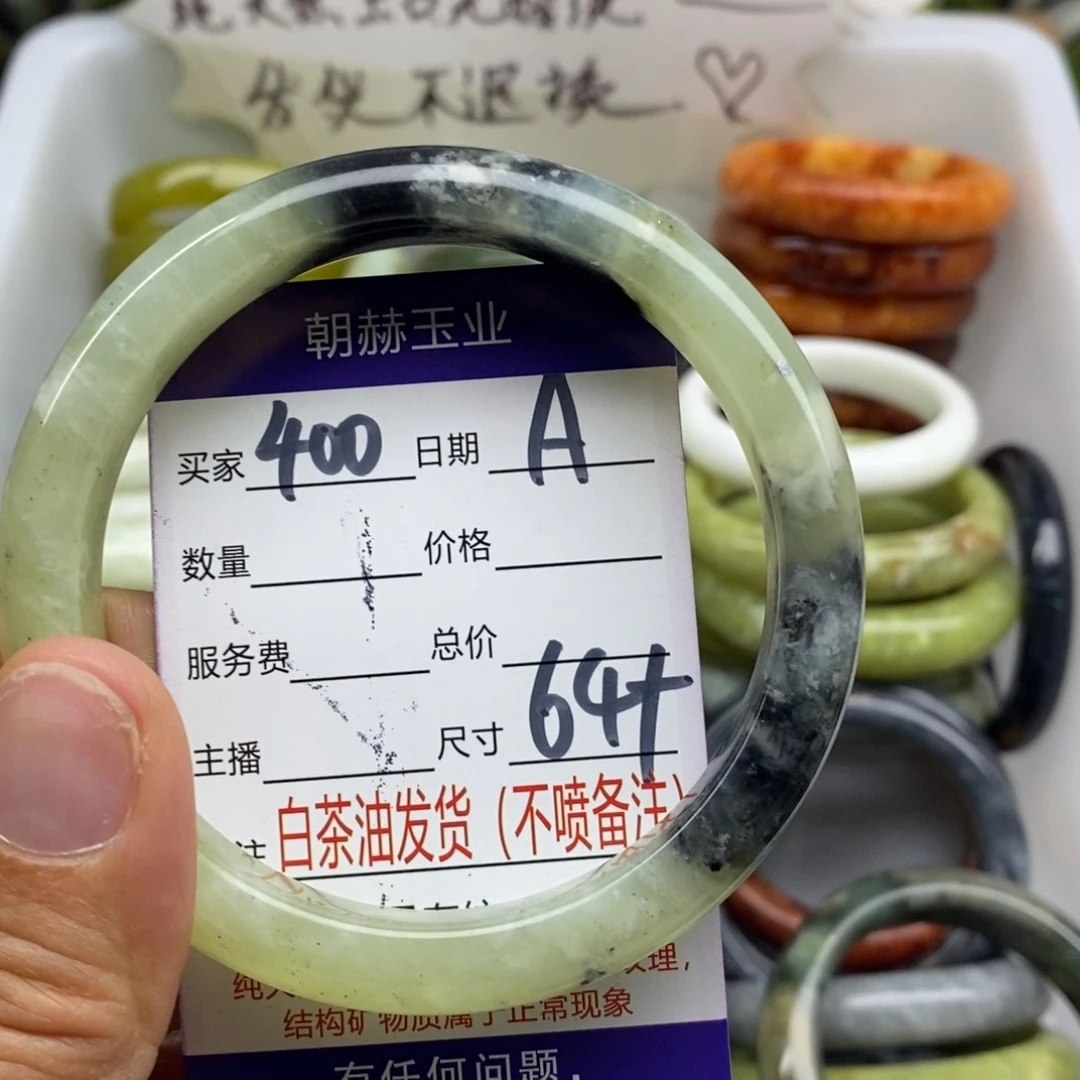 售出不退换 ♡
朝赫玉业
买家 400 日期 A
数量 价格
服务费 总价
主播 尺寸 64+
注 白茶油发货（不喷备注）
理，
结构矿物质属于正常现象
有任何问题，